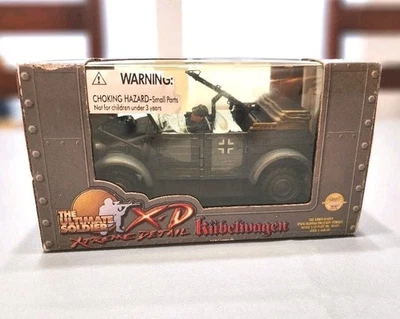 WARNING:
CHOKING HAZARD-Small Parts
Not for children under 3 years
THE
ULTIMATE
SOLDIER
XD
XTREME DETAIL
Kübelwagen